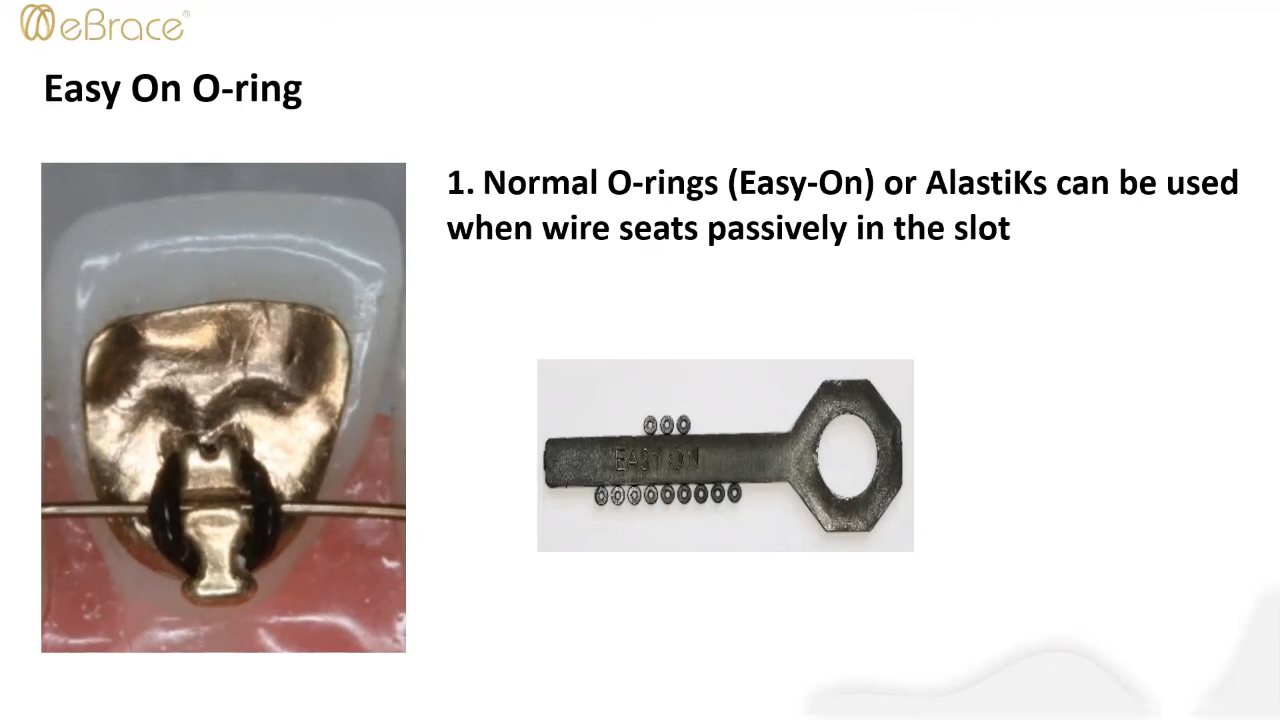 eBrace®
Easy On O-ring
1. Normal O-rings (Easy-On) or AlastiKs can be used
when wire seats passively in the slot
EASY ON